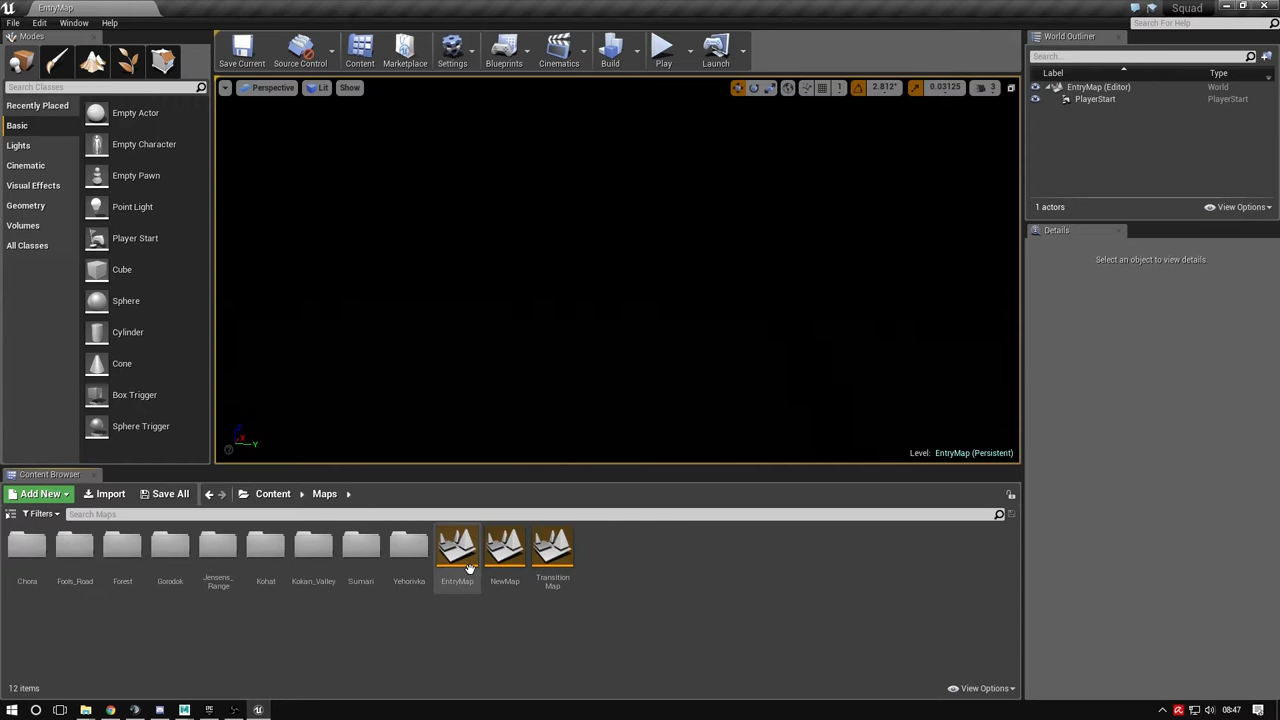 EntryMap
Squad
File Edit Window Help
Search For Help
Modes
Search Classes
Recently Placed
Basic
Lights
Cinematic
Visual Effects
Geometry
Volumes
All Classes
Empty Actor
Empty Character
Empty Pawn
Point Light
Player Start
Cube
Sphere
Cylinder
Cone
Box Trigger
Sphere Trigger
Save Current Source Control Content Marketplace Settings Blueprints Cinematics Build Play Launch
Perspective Lit Show
1 2.812° 0.03125 3
Level: EntryMap (Persistent)
World Outliner
Search...
Label Type
EntryMap (Editor) World
PlayerStart PlayerStart
1 actors View Options
Details
Select an object to view details.
Content Browser
Add New Import Save All Content Maps
Filters Search Maps
Chora
Fools_Road
Forest
Gorodok
Jensens_
Range
Kohat
Kokan_Valley
Sumari
Yehorivka
EntryMap
NewMap
Transition
Map
12 items View Options
08:47